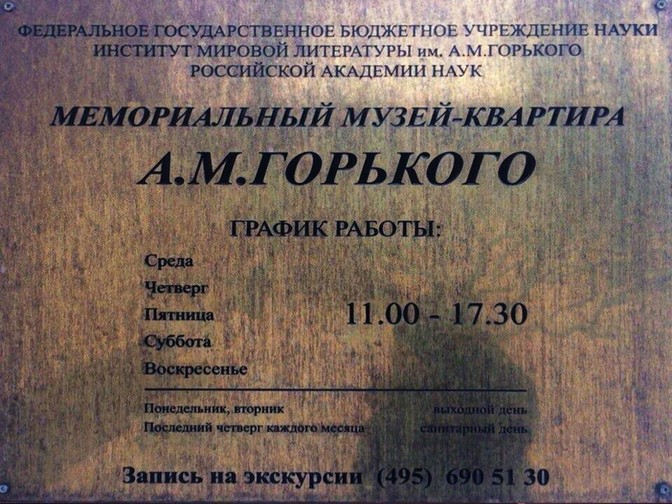 ФЕДЕРАЛЬНОЕ ГОСУДАРСТВЕННОЕ БЮДЖЕТНОЕ УЧРЕЖДЕНИЕ НАУКИ
ИНСТИТУТ МИРОВОЙ ЛИТЕРАТУРЫ им. А.М.ГОРЬКОГО
РОССИЙСКОЙ АКАДЕМИИ НАУК
МЕМОРИАЛЬНЫЙ МУЗЕЙ-КВАРТИРА
А.М.ГОРЬКОГО
ГРАФИК РАБОТЫ:
Среда
Четверг
Пятница 11.00 - 17.30
Суббота
Воскресенье
Понедельник, вторник выходной день
Последний четверг каждого месяца санитарный день
Запись на экскурсии (495) 690 51 30